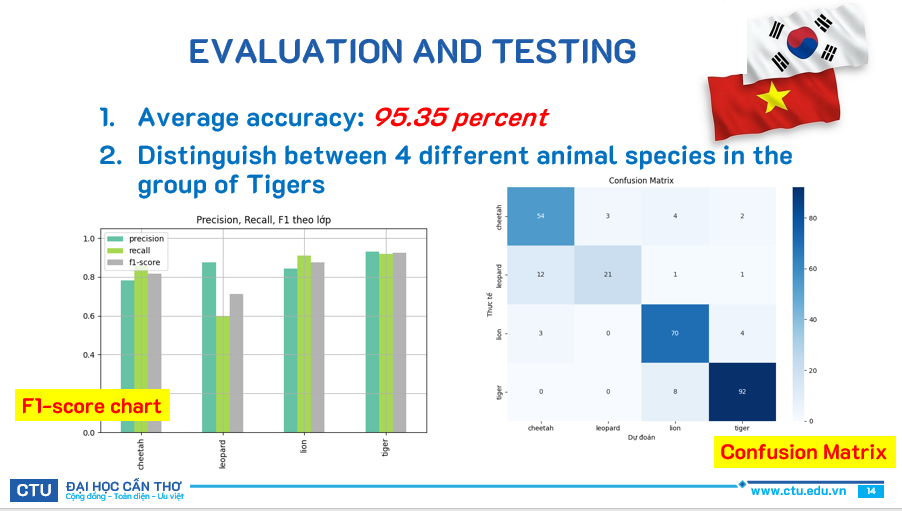 EVALUATION AND TESTING
1. Average accuracy: 95.35 percent
2. Distinguish between 4 different animal species in the
group of Tigers
Precision, Recall, F1 theo lớp
1.0
0.8
0.6
0.4
0.0
precision
recall
f1-score
cheetah
leopard
lion
tiger
F1-score chart
Confusion Matrix
Thực tế
cheetah
54 3 4 2
leopard
12 21 1 1
lion
3 0 70 4
tiger
0 0 8 92
cheetah leopard lion tiger
Dự đoán
80
60
40
20
0
Confusion Matrix
CTU
ĐẠI HỌC CẦN THƠ
Cộng đồng - Toàn diện - Ưu việt
www.ctu.edu.vn
14